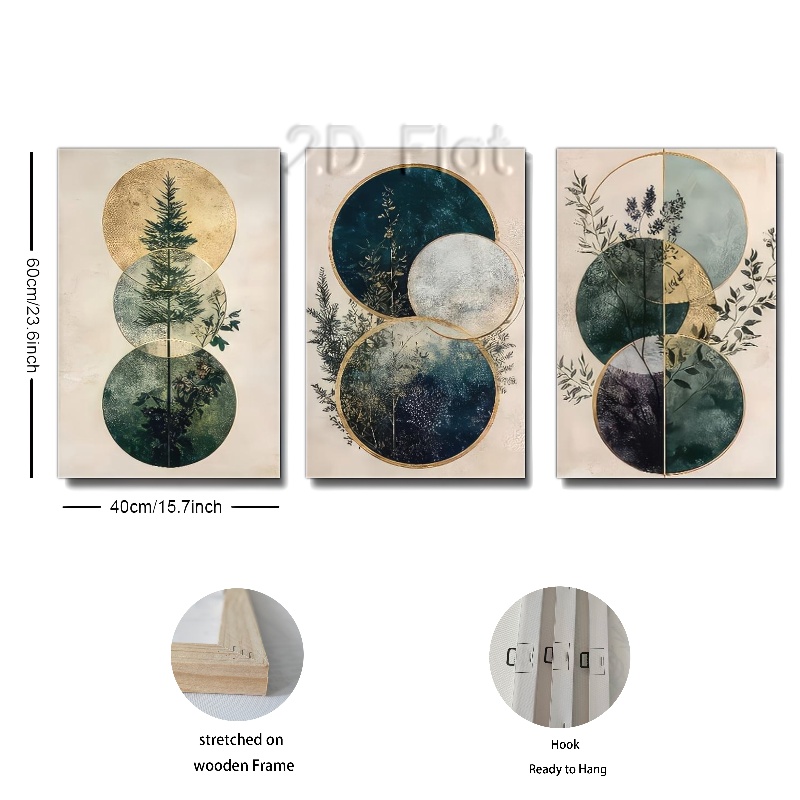 2D Flat
60cm/23.6inch
40cm/15.7inch
stretched on
wooden Frame
Hook
Ready to Hang